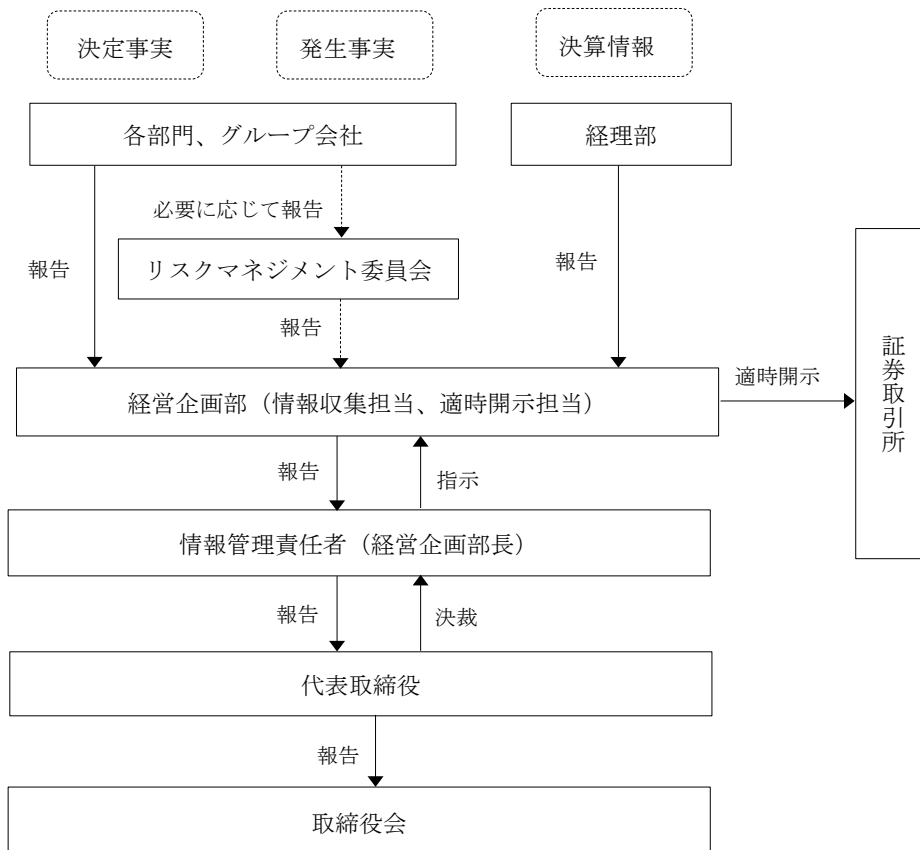 決定事実
発生事実
決算情報
各部門、グループ会社
経理部
必要に応じて報告
報告
リスクマネジメント委員会
報告
報告
経営企画部（情報収集担当、適時開示担当）
適時開示
証券取引所
報告
指示
情報管理責任者（経営企画部長）
報告
決裁
代表取締役
報告
取締役会